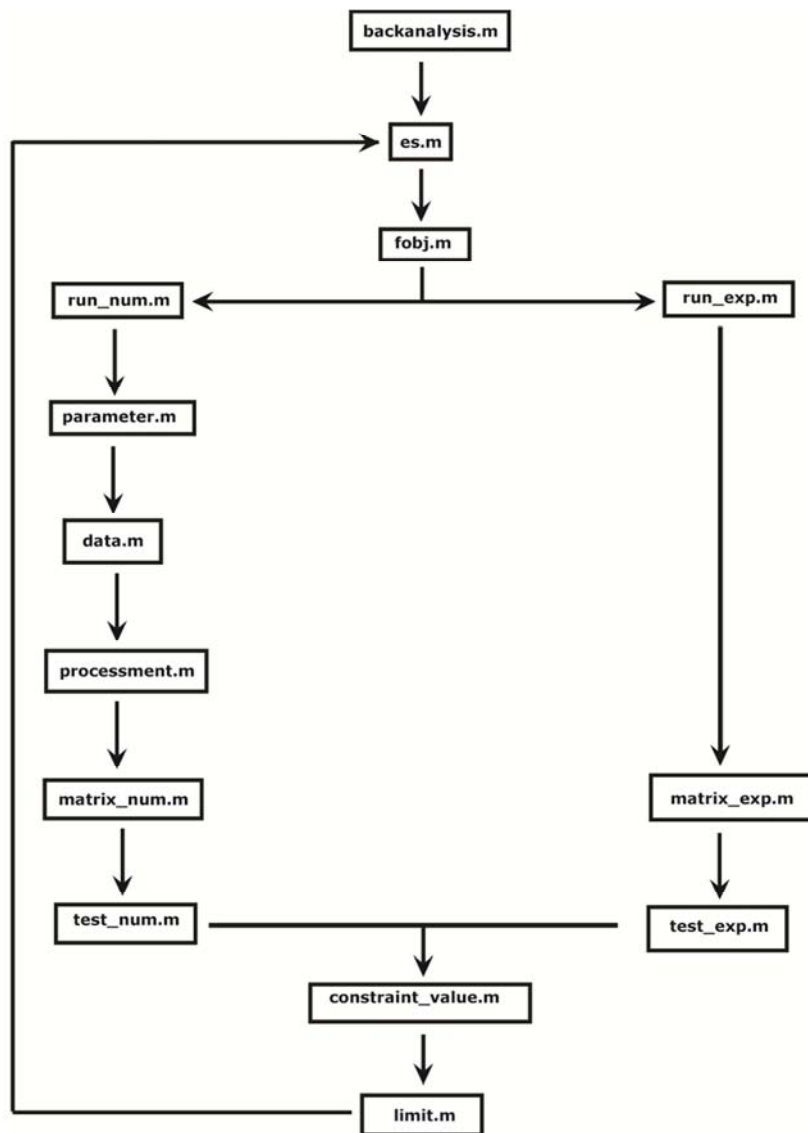 backanalysis.m
es.m
fobj.m
run_num.m
run_exp.m
parameter.m
data.m
processment.m
matrix_num.m
matrix_exp.m
test_num.m
test_exp.m
constraint_value.m
limit.m